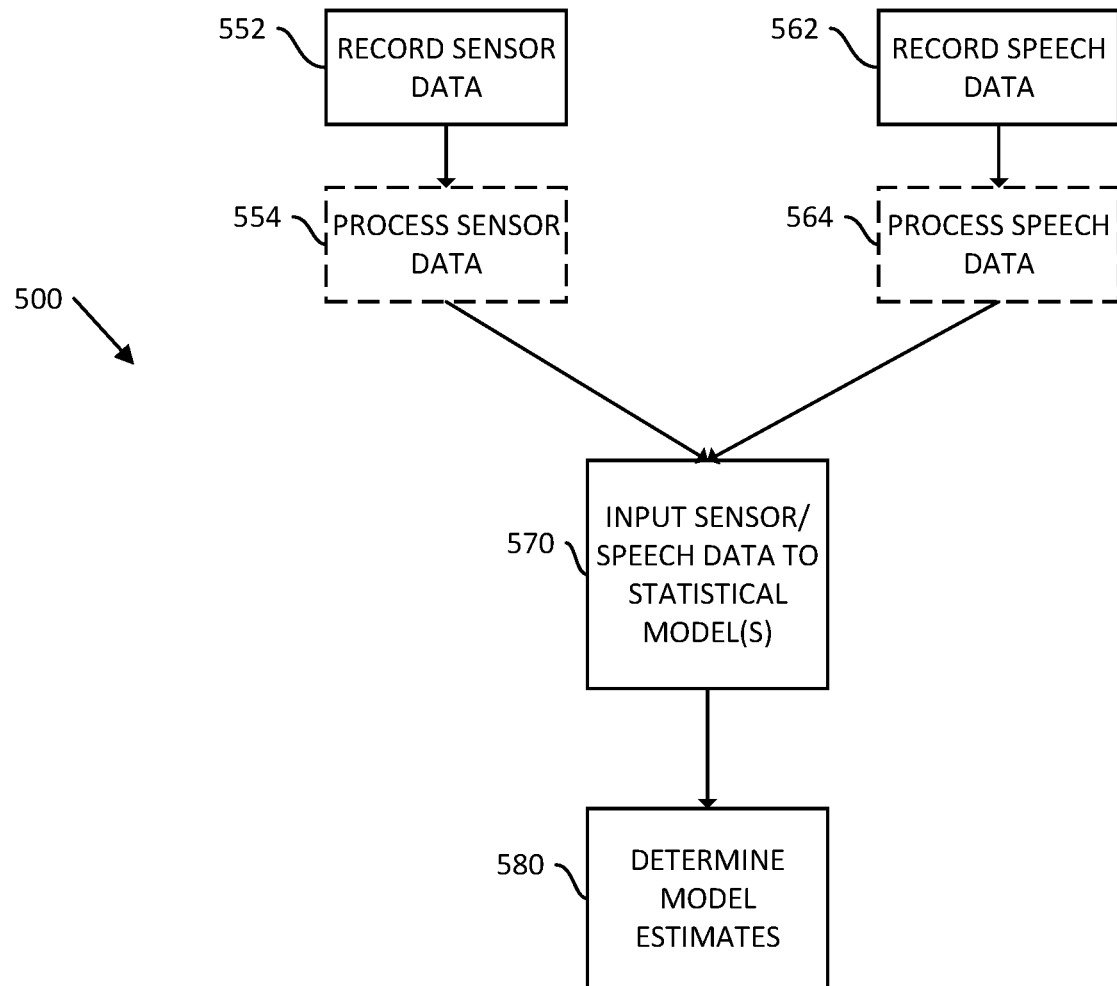 552
RECORD SENSOR
DATA
562
RECORD SPEECH
DATA
554
PROCESS SENSOR
DATA
564
PROCESS SPEECH
DATA
500
570
INPUT SENSOR/
SPEECH DATA TO
STATISTICAL
MODEL(S)
580
DETERMINE
MODEL
ESTIMATES